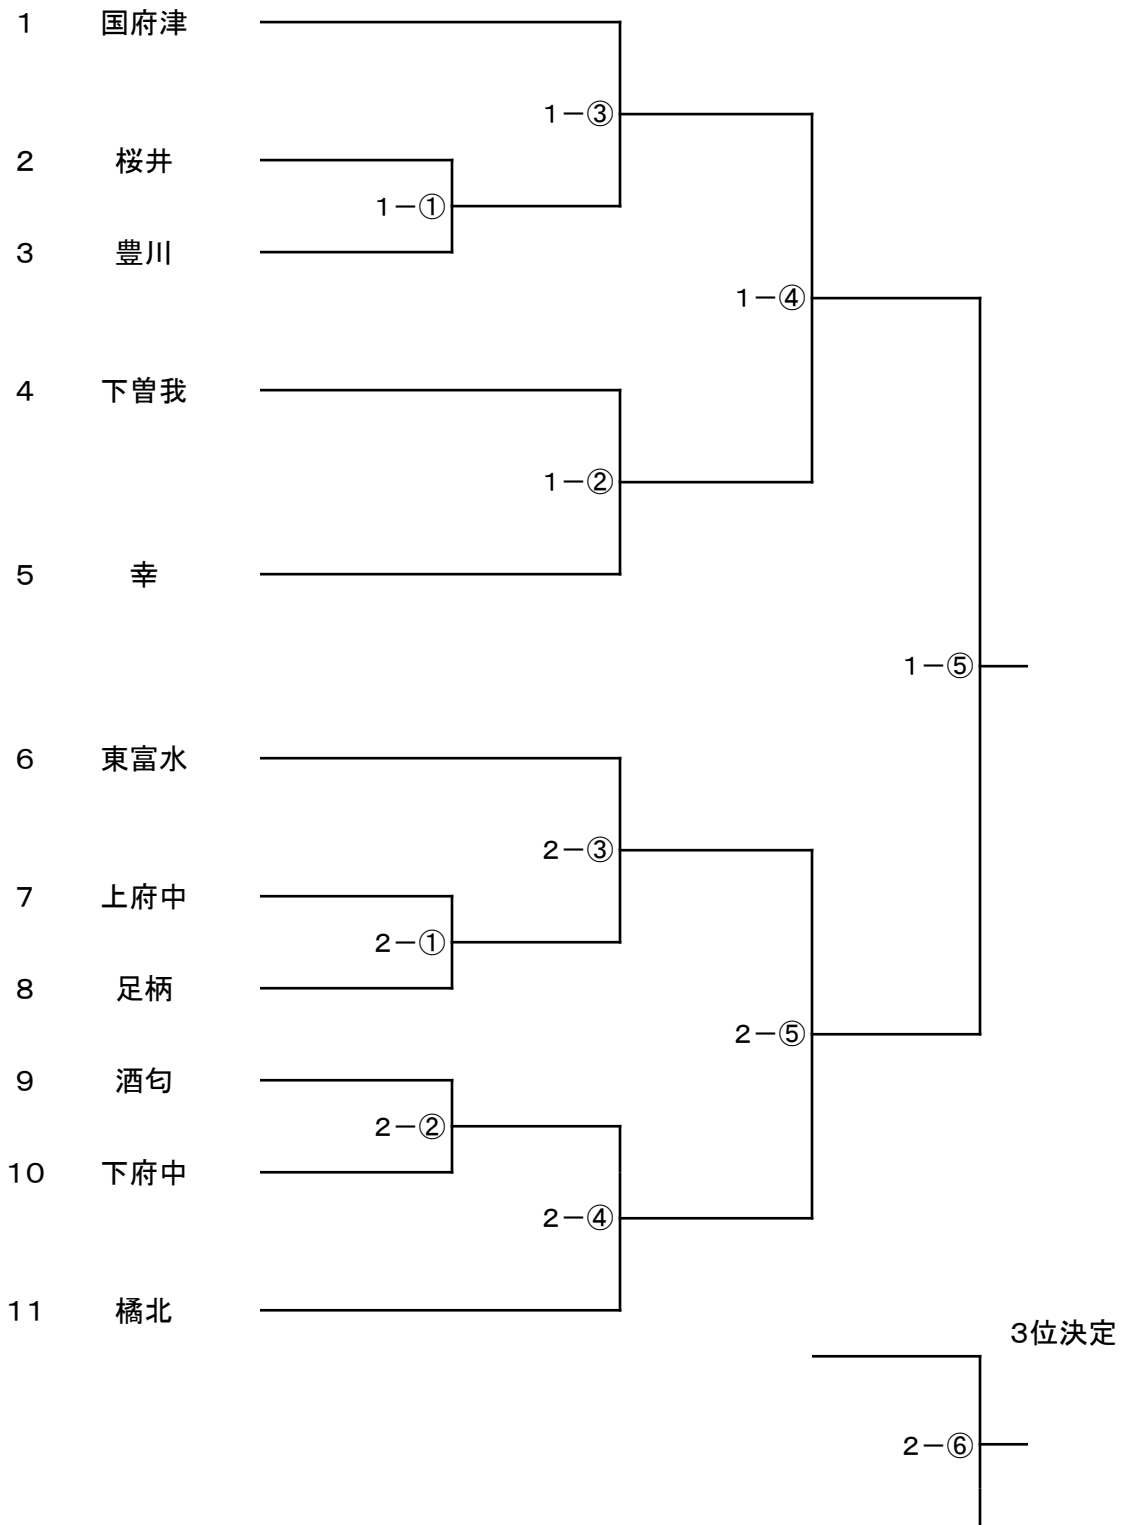 1 国府津
1－③
2 桜井
1－①
3 豊川
1－④
4 下曽我
1－②
5 幸
1－⑤
6 東富水
2－③
7 上府中
2－①
8 足柄
2－⑤
9 酒匂
2－②
10 下府中
2－④
11 橘北
3位決定
2－⑥